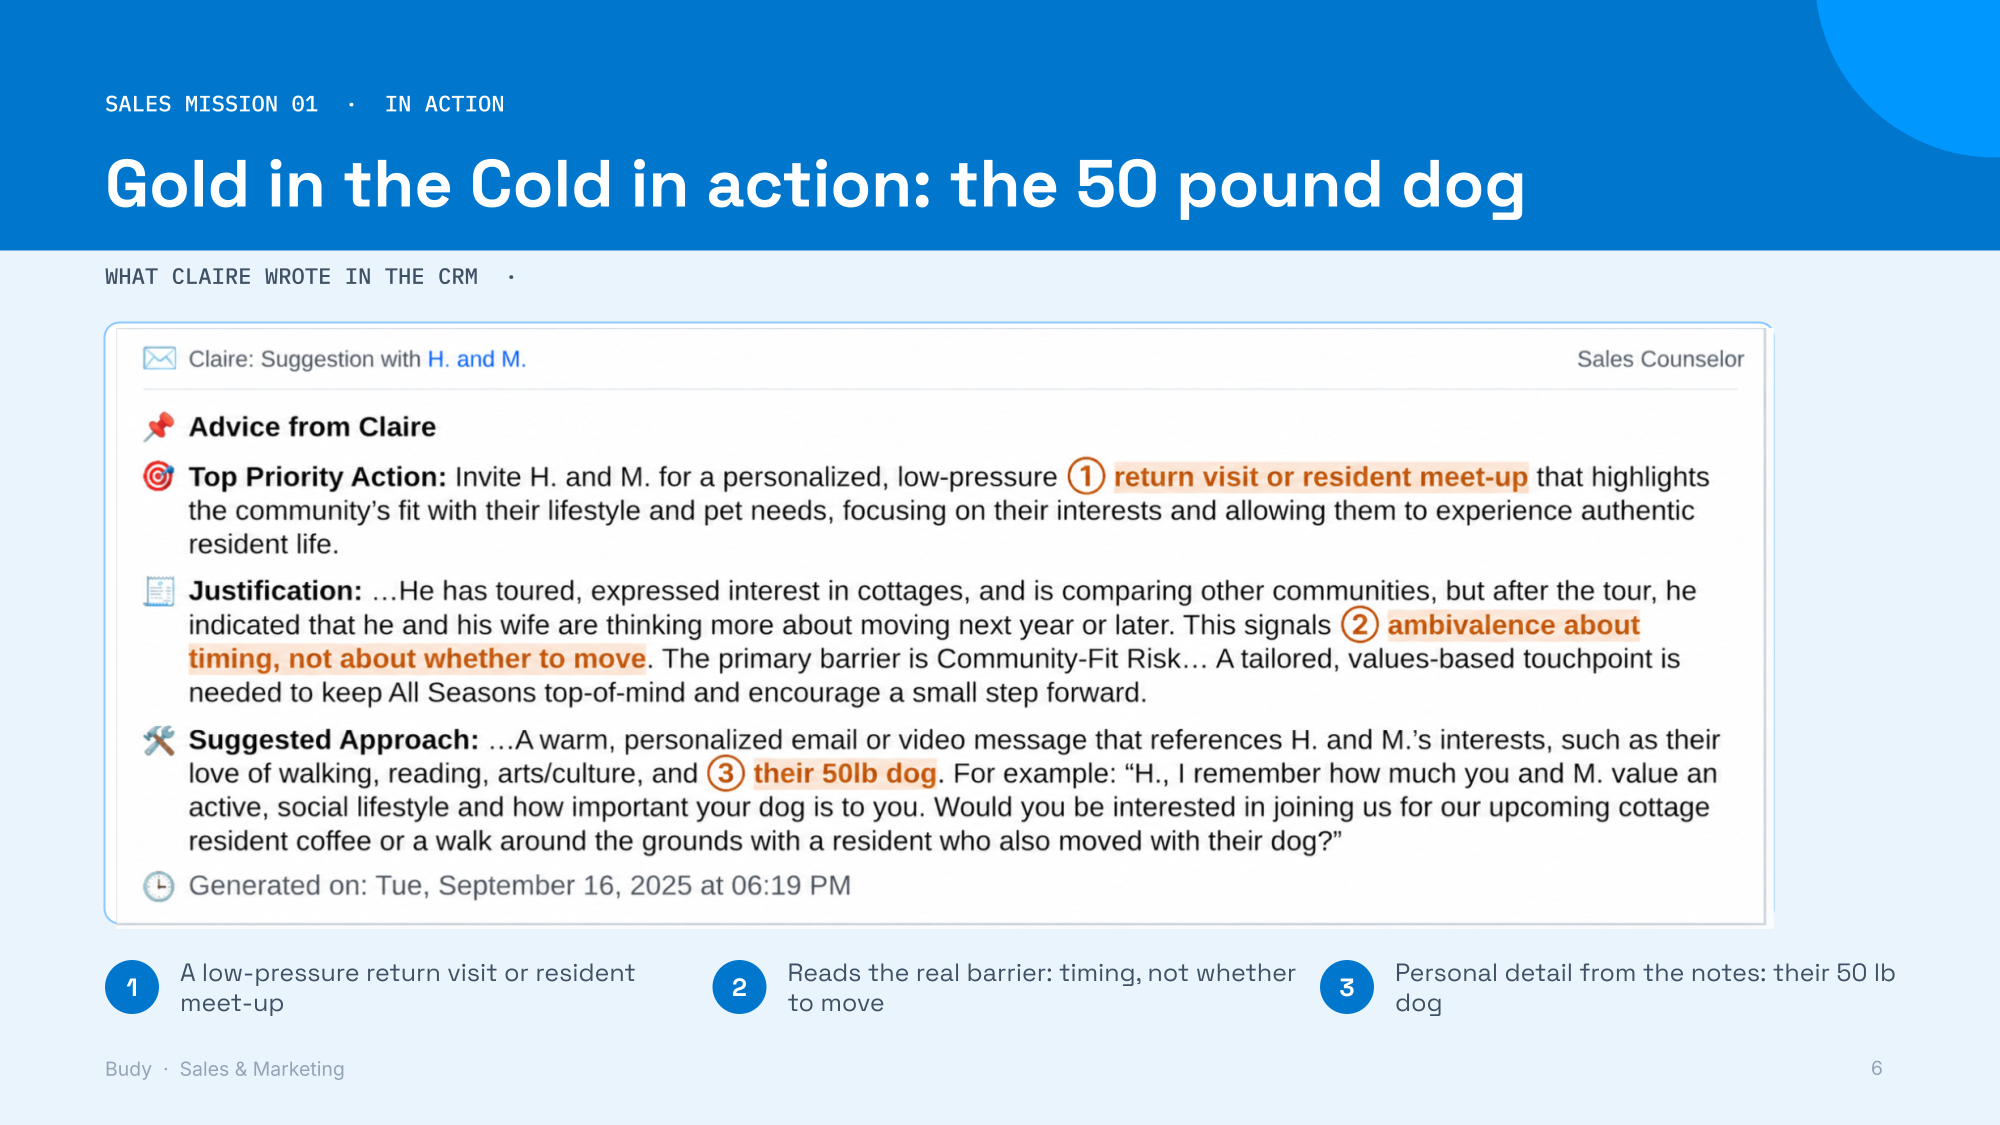 SALES MISSION 01 · IN ACTION
Gold in the Cold in action: the 50 pound dog
WHAT CLAIRE WROTE IN THE CRM ·
Claire: Suggestion with H. and M.
Sales Counselor
Advice from Claire
Top Priority Action: Invite H. and M. for a personalized, low-pressure ① return visit or resident meet-up that highlights
the community’s fit with their lifestyle and pet needs, focusing on their interests and allowing them to experience authentic
resident life.
Justification: …He has toured, expressed interest in cottages, and is comparing other communities, but after the tour, he
indicated that he and his wife are thinking more about moving next year or later. This signals ② ambivalence about
timing, not about whether to move. The primary barrier is Community-Fit Risk… A tailored, values-based touchpoint is
needed to keep All Seasons top-of-mind and encourage a small step forward.
Suggested Approach: …A warm, personalized email or video message that references H. and M.’s interests, such as their
love of walking, reading, arts/culture, and ③ their 50lb dog. For example: “H., I remember how much you and M. value an
active, social lifestyle and how important your dog is to you. Would you be interested in joining us for our upcoming cottage
resident coffee or a walk around the grounds with a resident who also moved with their dog?”
Generated on: Tue, September 16, 2025 at 06:19 PM
1 A low-pressure return visit or resident
meet-up
2 Reads the real barrier: timing, not whether
to move
3 Personal detail from the notes: their 50 lb
dog
Budy · Sales & Marketing
6